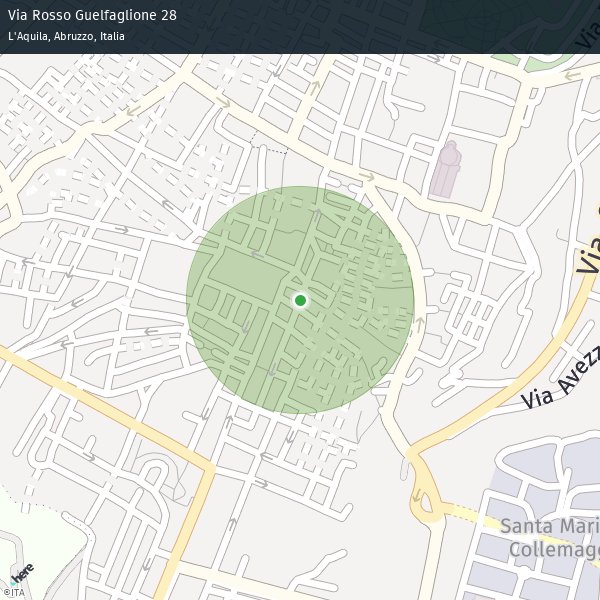 Via Rosso Guelfaglione 28
L'Aquila, Abruzzo, Italia
Via
Via
Via Avezz
Santa Mari
Collemagg
here
©ITA